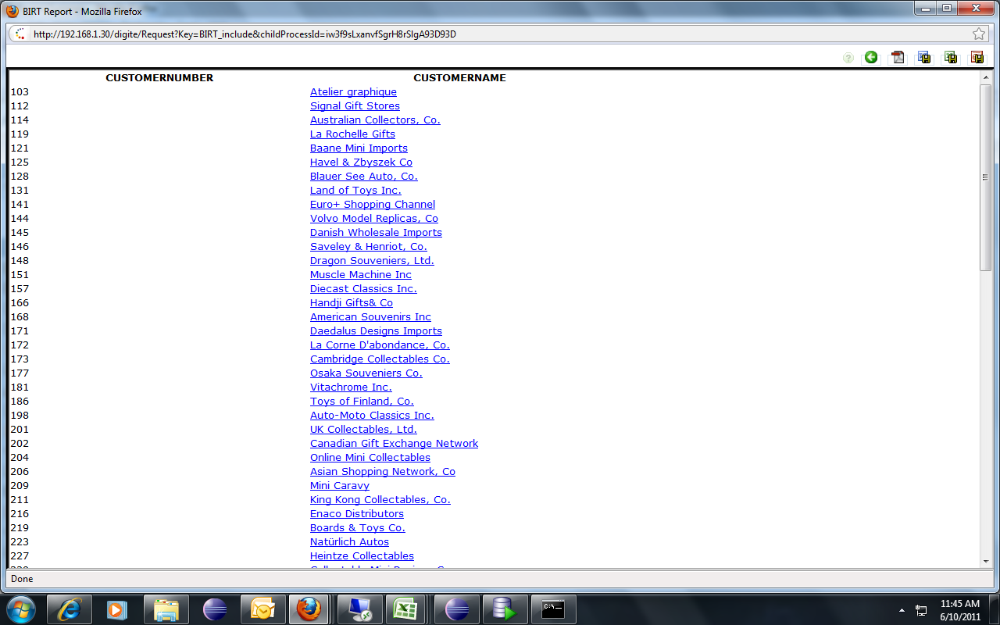 BIRT Report - Mozilla Firefox
http://192.168.1.30/digite/Request?Key=BIRT_include&childProcessId=iw3f9sLxanvfSgrH8rSIgA93D93D
CUSTOMERNUMBER CUSTOMERNAME
103 Atelier graphique
112 Signal Gift Stores
114 Australian Collectors, Co.
119 La Rochelle Gifts
121 Baane Mini Imports
125 Havel & Zbyszek Co
128 Blauer See Auto, Co.
131 Land of Toys Inc.
141 Euro+ Shopping Channel
144 Volvo Model Replicas, Co
145 Danish Wholesale Imports
146 Saveley & Henriot, Co.
148 Dragon Souveniers, Ltd.
151 Muscle Machine Inc
157 Diecast Classics Inc.
166 Handji Gifts& Co
168 American Souvenirs Inc
171 Daedalus Designs Imports
172 La Corne D'abondance, Co.
173 Cambridge Collectables Co.
177 Osaka Souveniers Co.
181 Vitachrome Inc.
186 Toys of Finland, Co.
198 Auto-Moto Classics Inc.
201 UK Collectables, Ltd.
202 Canadian Gift Exchange Network
204 Online Mini Collectables
206 Asian Shopping Network, Co
209 Mini Caravy
211 King Kong Collectables, Co.
216 Enaco Distributors
219 Boards & Toys Co.
223 Natürlich Autos
227 Heintze Collectables
Done
11:45 AM
6/10/2011